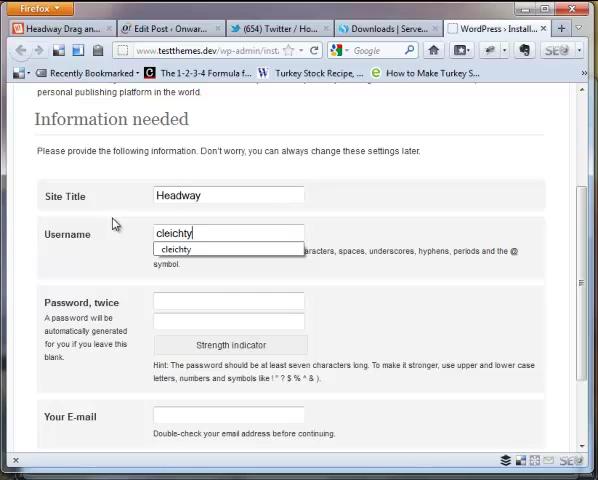 Firefox
Headway Drag an...
Edit Post ‹ Onwar...
(654) Twitter / Ho...
Downloads | Serve...
WordPress › Install...
www.testthemes.dev/wp-admin/inst
Google
Recently Bookmarked
The 1-2-3-4 Formula f...
Turkey Stock Recipe, ...
How to Make Turkey S...
personal publishing platform in the world.
Information needed
Please provide the following information. Don't worry, you can always change these settings later.
Site Title
Headway
Username
cleichty
cleichty
aracters, spaces, underscores, hyphens, periods and the @
symbol.
Password, twice
A password will be
automatically generated
for you if you leave this
blank.
Strength indicator
Hint: The password should be at least seven characters long. To make it stronger, use upper and lower case
letters, numbers and symbols like ! " ? $ % ^ & ).
Your E-mail
Double-check your email address before continuing.